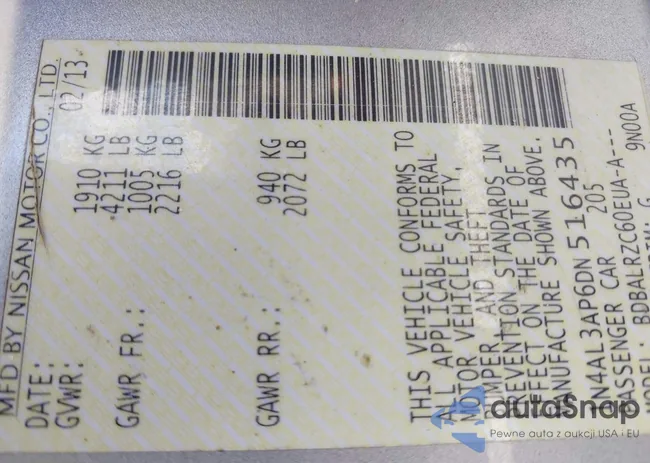 MFD BY NISSAN MOTOR CO., LTD.
DATE: 02/13
GVWR: 1910 KG
4211 LB
GAWR FR.: 1005 KG
2216 LB
GAWR RR.: 940 KG
2072 LB
THIS VEHICLE CONFORMS TO
ALL APPLICABLE FEDERAL
MOTOR VEHICLE SAFETY,
BUMPER, AND THEFT
PREVENTION STANDARDS IN
EFFECT ON THE DATE OF
MANUFACTURE SHOWN ABOVE.
1N4AL3AP6DN516435
PASSENGER CAR 205
MODEL: BDBALRZC60EUA-A---
9N00A
autoSnap
Pewne auta z aukcji USA i EU